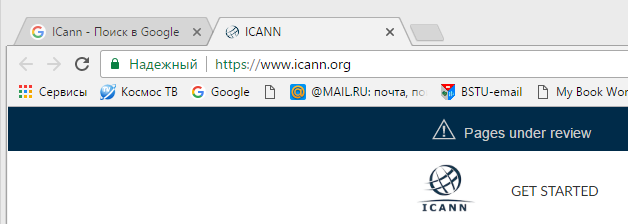 ICann - Поиск в Google
ICANN
Надежный
https://www.icann.org
Сервисы
Космос ТВ
Google
@MAIL.RU: почта, по
BSTU-email
My Book Wor
Pages under review
ICANN
GET STARTED